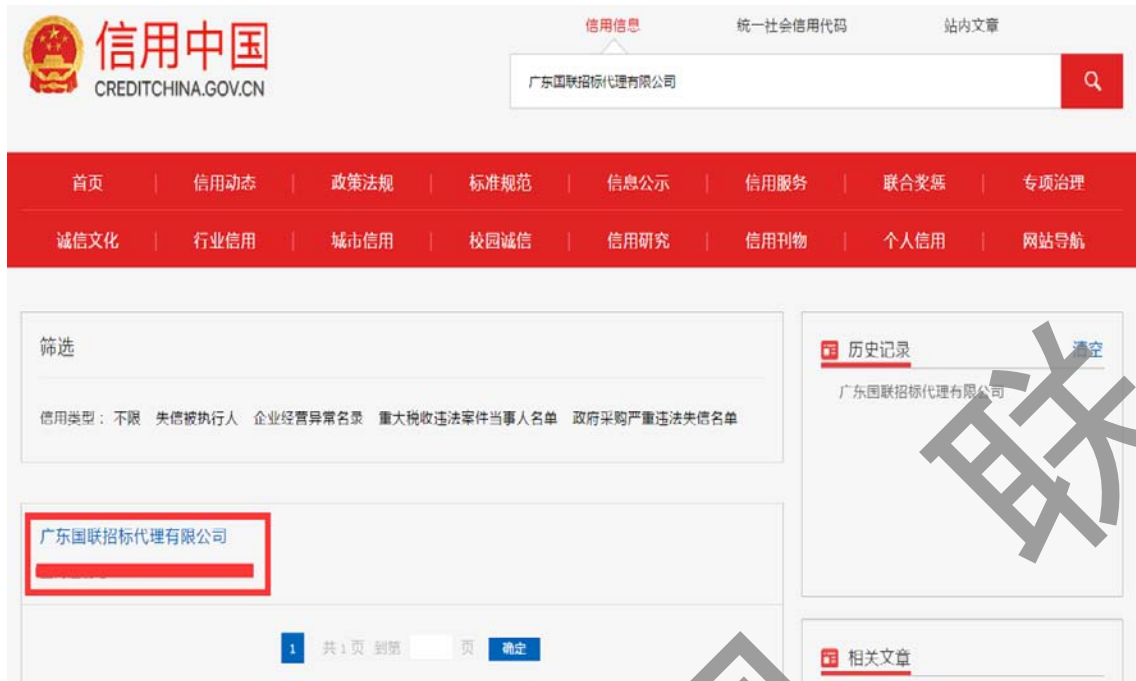 信用信息 统一社会信用代码 站内文章
信用中国
CREDITCHINA.GOV.CN
广东国联招标代理有限公司
首页 信用动态 政策法规 标准规范 信息公示 信用服务 联合奖惩 专项治理
诚信文化 行业信用 城市信用 校园诚信 信用研究 信用刊物 个人信用 网站导航
筛选
信用类型： 不限 失信被执行人 企业经营异常名录 重大税收违法案件当事人名单 政府采购严重违法失信名单
历史记录 清空
广东国联招标代理有限公司
广东国联招标代理有限公司
1 共1页 到第 页 确定
相关文章
联